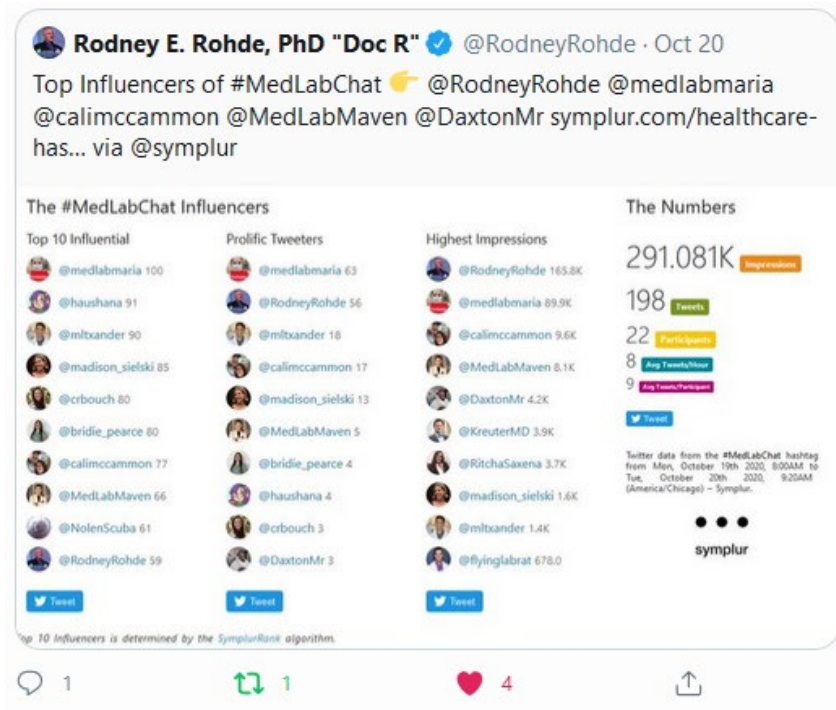 Rodney E. Rohde, PhD "Doc R" @RodneyRohde · Oct 20
Top Influencers of #MedLabChat 👉 @RodneyRohde @medlabmaria
@calimccammon @MedLabMaven @DaxtonMr symplur.com/healthcare-
has... via @symplur
The #MedLabChat Influencers
Top 10 Influential
@medlabmaria 100
@haushana 91
@mltxander 90
@madison_sielski 85
@crbouch 80
@bridie_pearce 80
@calimccammon 77
@MedLabMaven 66
@NolenScuba 61
@RodneyRohde 59
Tweet
Prolific Tweeters
@medlabmaria 63
@RodneyRohde 56
@mltxander 18
@calimccammon 17
@madison_sielski 13
@MedLabMaven 5
@bridie_pearce 4
@haushana 4
@crbouch 3
@DaxtonMr 3
Tweet
Highest Impressions
@RodneyRohde 165.8K
@medlabmaria 89.9K
@calimccammon 9.6K
@MedLabMaven 8.1K
@DaxtonMr 4.2K
@KreuterMD 3.9K
@RitchaSaxena 3.7K
@madison_sielski 1.6K
@mltxander 1.4K
@flyinglabrat 678.0
Tweet
The Numbers
291.081K Impressions
198 Tweets
22 Participants
8 Avg Tweets/Hour
9 Avg Tweets/Participant
Tweet
Twitter data from the #MedLabChat hashtag
from Mon, October 19th 2020, 8:00AM to
Tue, October 20th 2020, 9:20AM
(America/Chicago) – Symplur.
symplur
op 10 Influencers is determined by the SymplurRank algorithm.
1
1
4